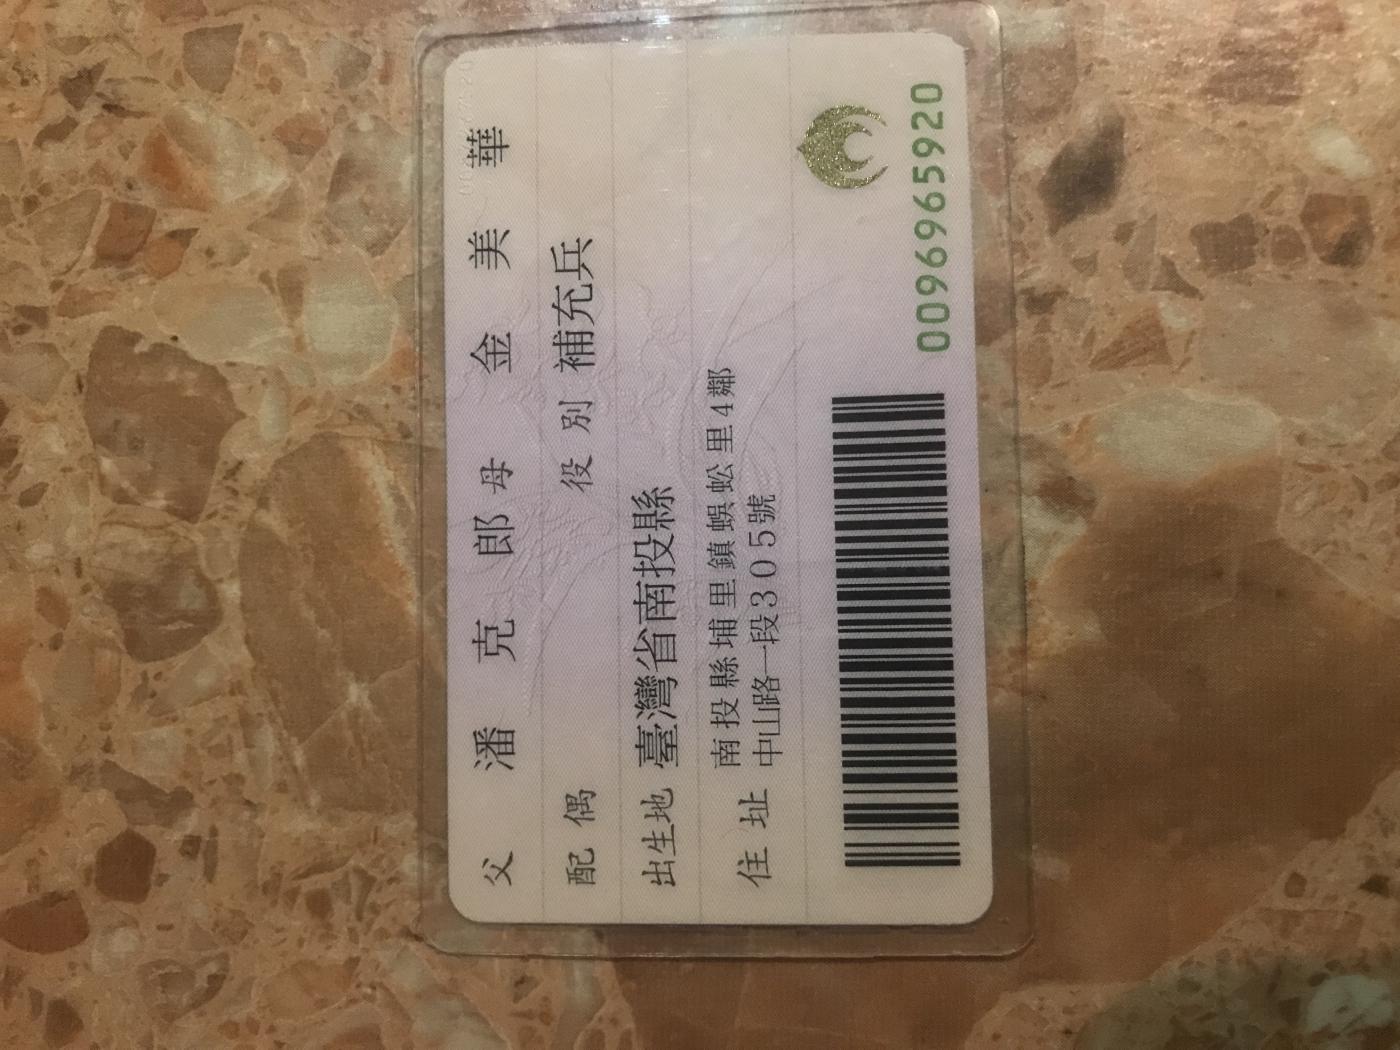 父 潘克郎 母 金美華
配偶 役別 補充兵
出生地 臺灣省南投縣
住址 南投縣埔里鎮蜈蚣里4鄰
中山路一段305號
0096965920